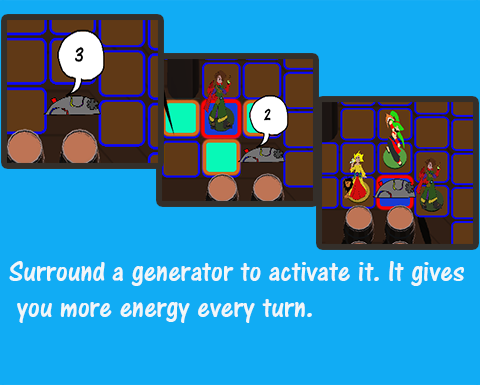 3
2
Surround a generator to activate it. It gives
you more energy every turn.